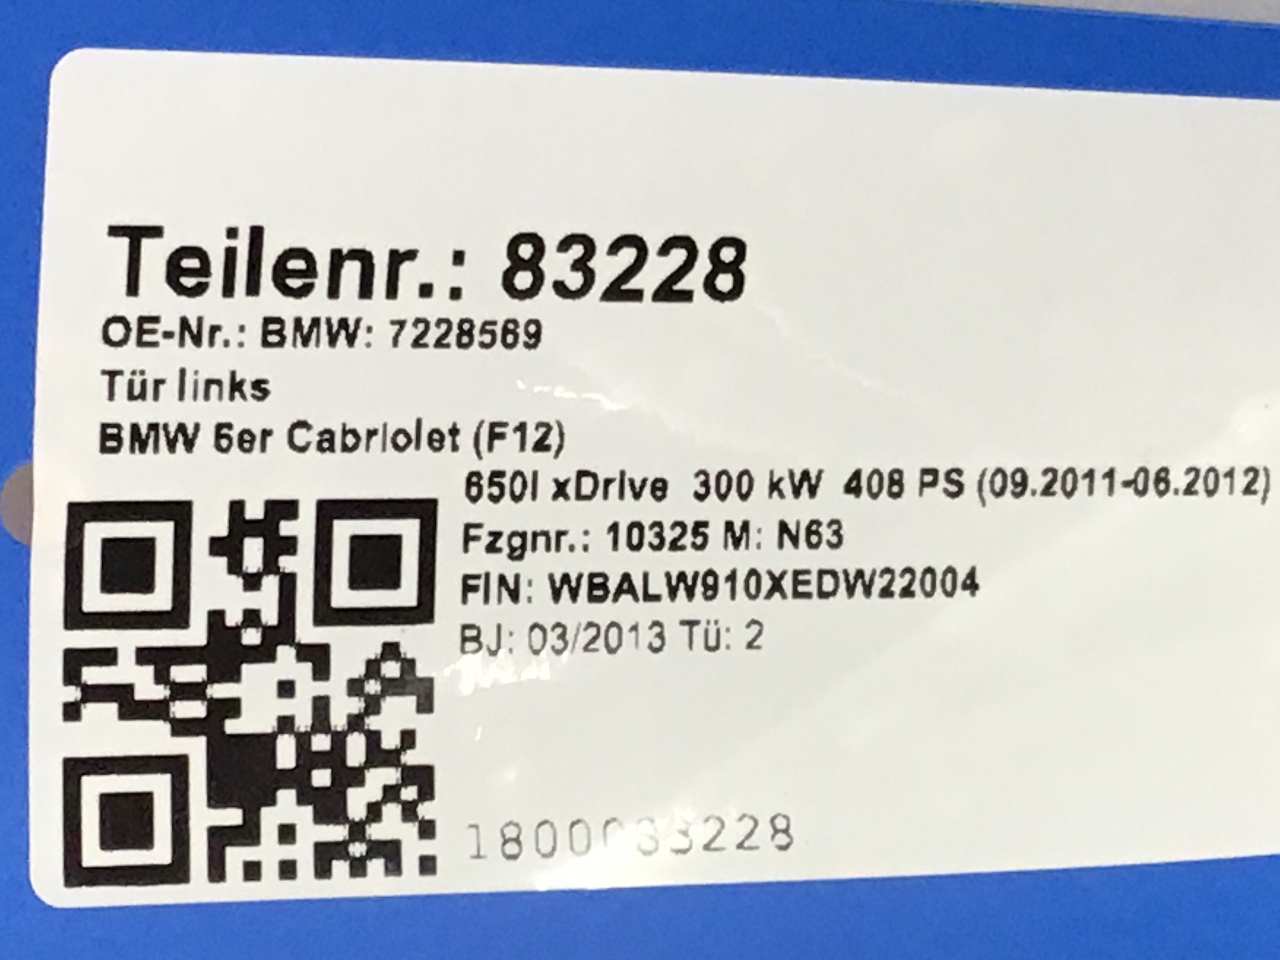 Teilenr.: 83228
OE-Nr.: BMW: 7228569
Tür links
BMW 6er Cabriolet (F12)
650i xDrive 300 kW 408 PS (09.2011-06.2012)
Fzgnr.: 10325 M: N63
FIN: WBALW910XEDW22004
BJ: 03/2013 Tü: 2